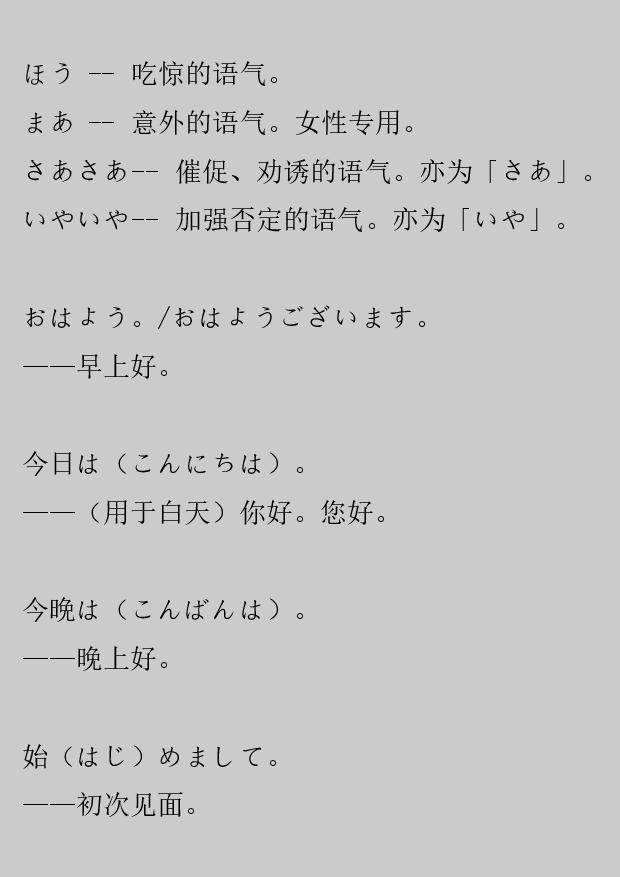 ほう -- 吃惊的语气。
まあ -- 意外的语气。女性专用。
さあさあ-- 催促、劝诱的语气。亦为「さあ」。
いやいや-- 加强否定的语气。亦为「いや」。
おはよう。/おはようございます。
——早上好。
今日は（こんにちは）。
——（用于白天）你好。您好。
今晚は（こんばんは）。
——晚上好。
始（はじ）めまして。
——初次见面。